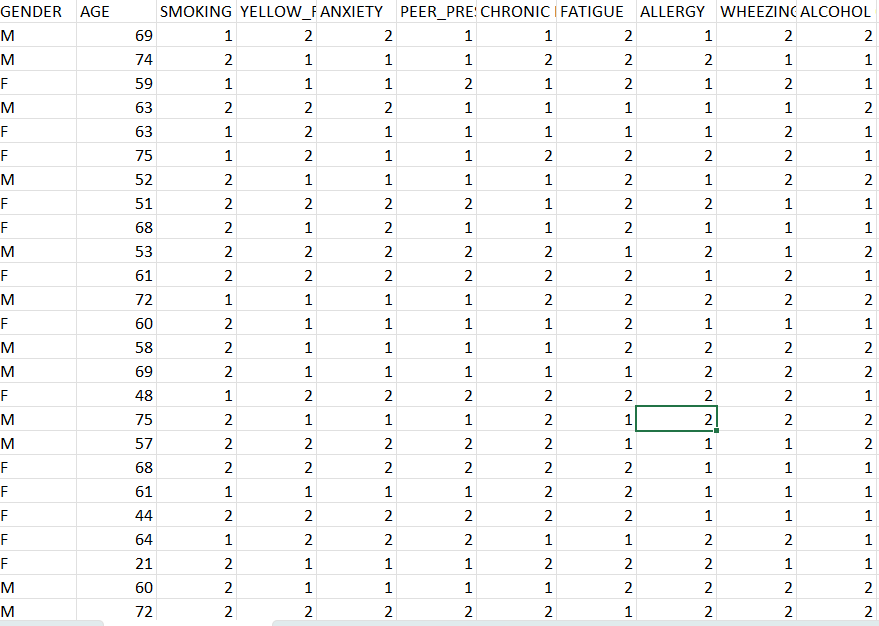 GENDER AGE SMOKING YELLOW_F ANXIETY PEER_PRES CHRONIC FATIGUE ALLERGY WHEEZING ALCOHOL
M 69 1 2 2 1 1 2 1 2 2
M 74 2 1 1 1 2 2 2 1 1
F 59 1 1 1 2 1 2 1 2 1
M 63 2 2 2 1 1 1 1 1 2
F 63 1 2 1 1 1 1 1 2 1
F 75 1 2 1 1 2 2 2 2 1
M 52 2 1 1 1 1 2 1 2 2
F 51 2 2 2 2 1 2 2 1 1
F 68 2 1 2 1 1 2 1 1 1
M 53 2 2 2 2 2 1 2 1 2
F 61 2 2 2 2 2 2 1 2 1
M 72 1 1 1 1 2 2 2 2 2
F 60 2 1 1 1 1 2 1 1 1
M 58 2 1 1 1 1 2 2 2 2
M 69 2 1 1 1 1 1 2 2 2
F 48 1 2 2 2 2 2 2 2 1
M 75 2 1 1 1 2 1 2 2 2
M 57 2 2 2 2 2 1 1 1 2
F 68 2 2 2 2 2 2 1 1 1
F 61 1 1 1 1 2 2 1 1 1
F 44 2 2 2 2 2 2 1 1 1
F 64 1 2 2 2 1 1 2 2 1
F 21 2 1 1 1 2 2 2 1 1
M 60 2 1 1 1 1 2 2 2 2
M 72 2 2 2 2 2 1 2 2 2